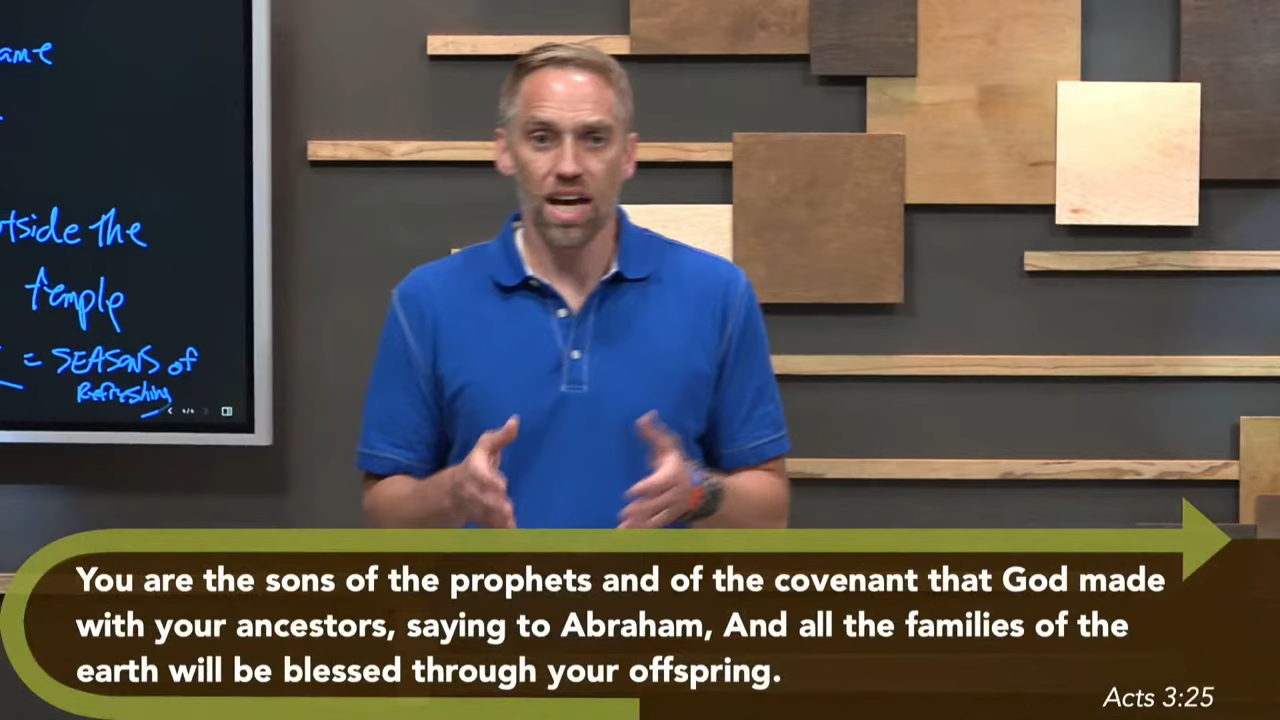 ame
tside the
temple
= SEASONS of
Refreshing
4/4
You are the sons of the prophets and of the covenant that God made
with your ancestors, saying to Abraham, And all the families of the
earth will be blessed through your offspring.
Acts 3:25